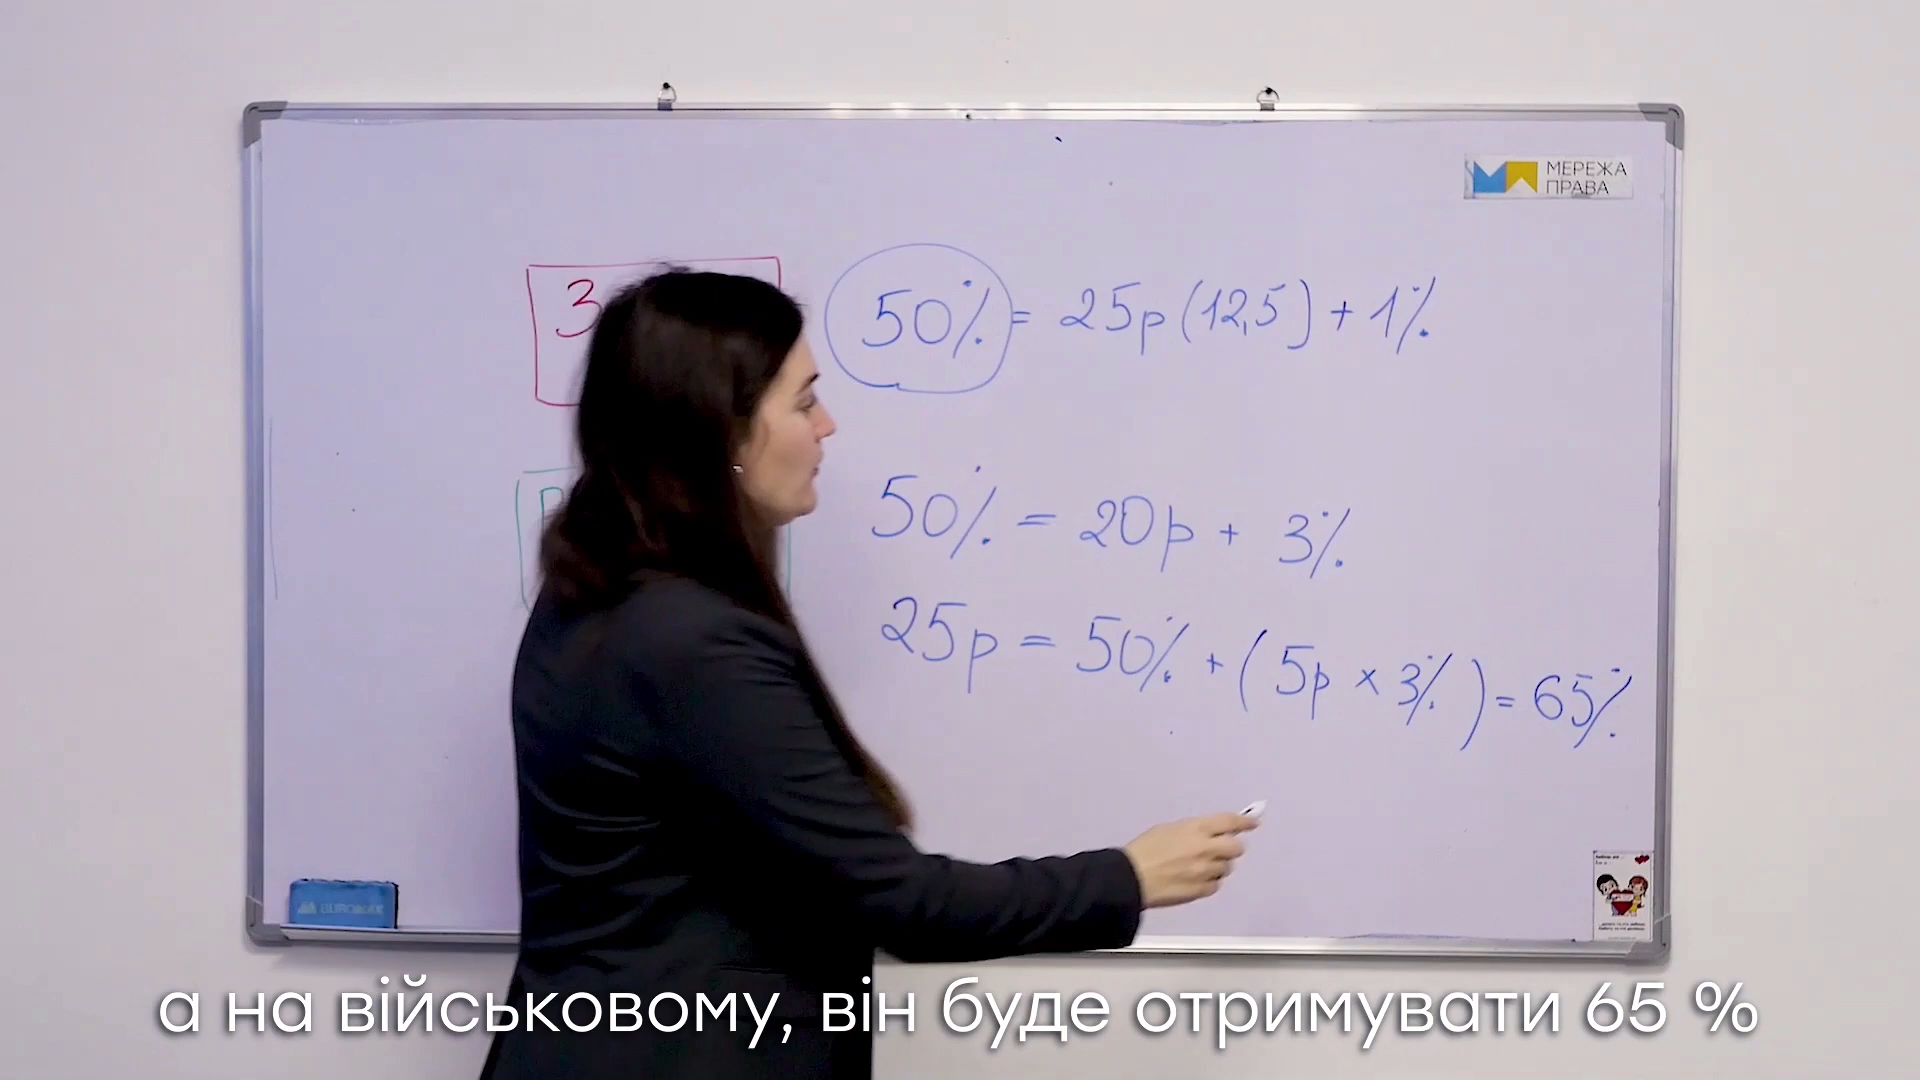 МЕРЕЖА
ПРАВА
50% = 25р (12,5) + 1%
50% = 20р + 3%
25р = 50% + (5р x 3%) = 65%
а на військовому, він буде отримувати 65 %